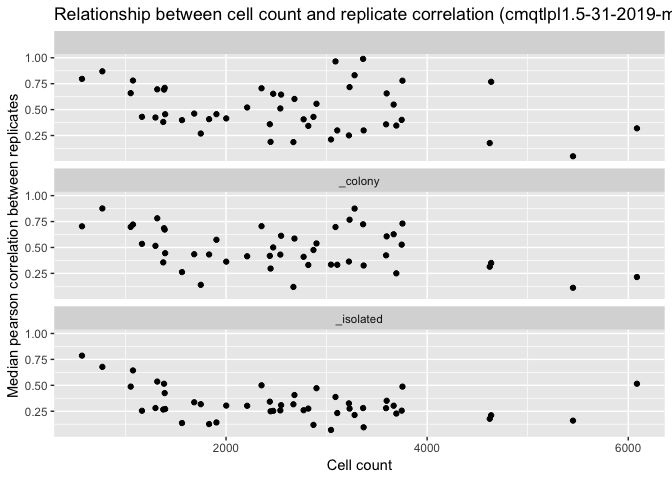 Relationship between cell count and replicate correlation (cmqtlpl1.5-31-2019-m
Median pearson correlation between replicates
1.00
0.75
0.50
0.25
_colony
1.00
0.75
0.50
0.25
_isolated
1.00
0.75
0.50
0.25
2000 4000 6000
Cell count